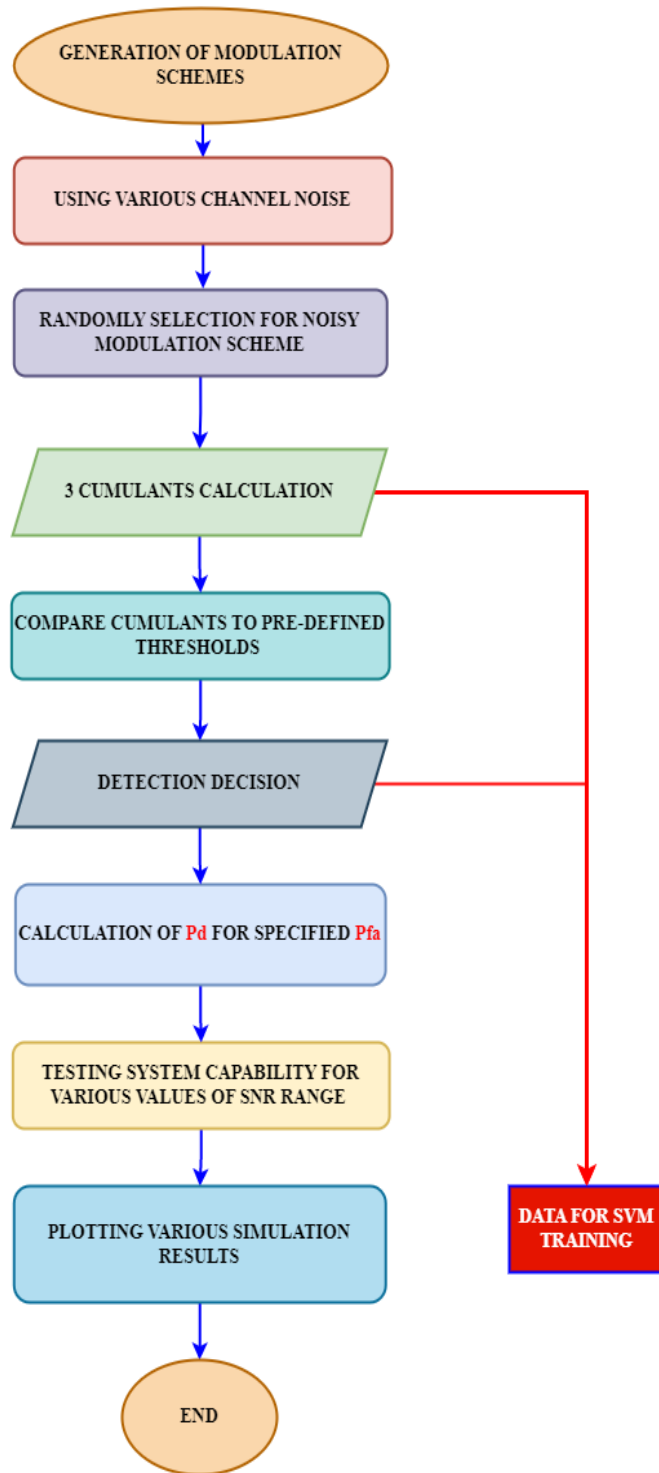 GENERATION OF MODULATION
SCHEMES
USING VARIOUS CHANNEL NOISE
RANDOMLY SELECTION FOR NOISY
MODULATION SCHEME
3 CUMULANTS CALCULATION
COMPARE CUMULANTS TO PRE-DEFINED
THRESHOLDS
DETECTION DECISION
CALCULATION OF Pd FOR SPECIFIED Pfa
TESTING SYSTEM CAPABILITY FOR
VARIOUS VALUES OF SNR RANGE
PLOTTING VARIOUS SIMULATION
RESULTS
DATA FOR SVM
TRAINING
END